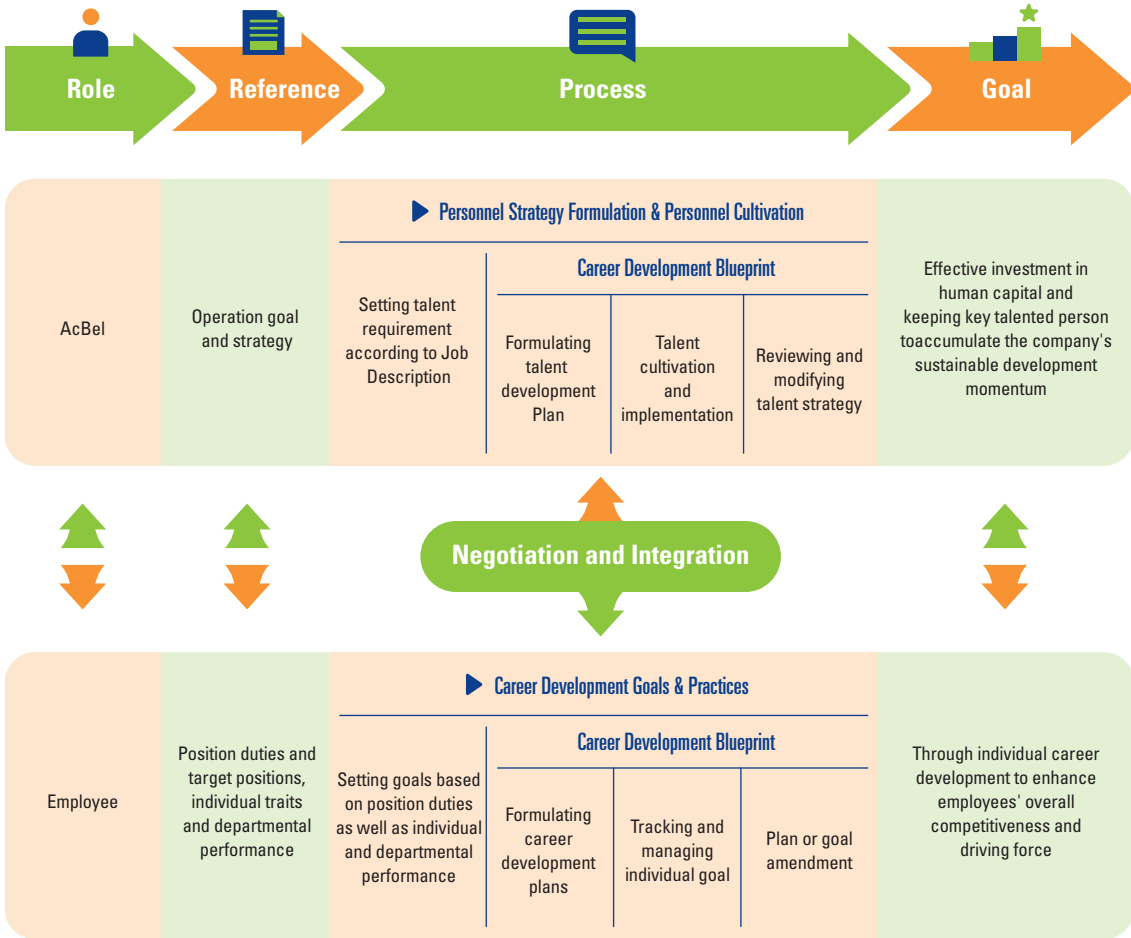 Role
Reference
Process
Goal
AcBel
Operation goal
and strategy
Personnel Strategy Formulation & Personnel Cultivation
Setting talent
requirement
according to Job
Description
Career Development Blueprint
Formulating
talent
development
Plan
Talent
cultivation
and
implementation
Reviewing and
modifying
talent strategy
Effective investment in
human capital and
keeping key talented person
toaccumulate the company's
sustainable development
momentum
Negotiation and Integration
Employee
Position duties and
target positions,
individual traits
and departmental
performance
Career Development Goals & Practices
Setting goals based
on position duties
as well as individual
and departmental
performance
Career Development Blueprint
Formulating
career
development
plans
Tracking and
managing
individual goal
Plan or goal
amendment
Through individual career
development to enhance
employees' overall
competitiveness and
driving force